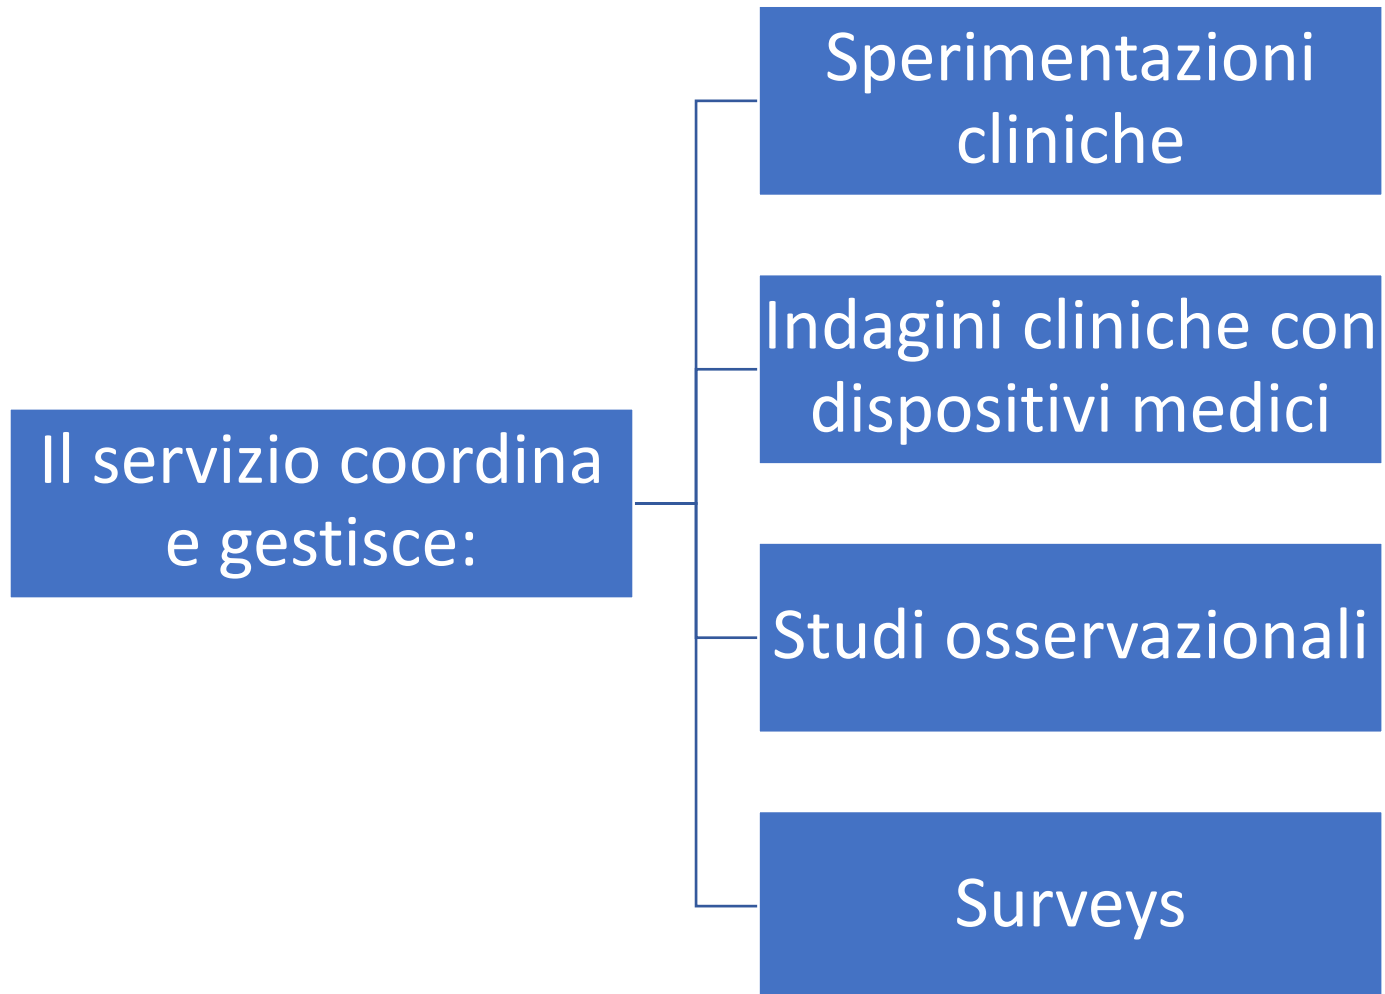 Sperimentazioni
cliniche
Indagini cliniche con
dispositivi medici
Il servizio coordina
e gestisce:
Studi osservazionali
Surveys